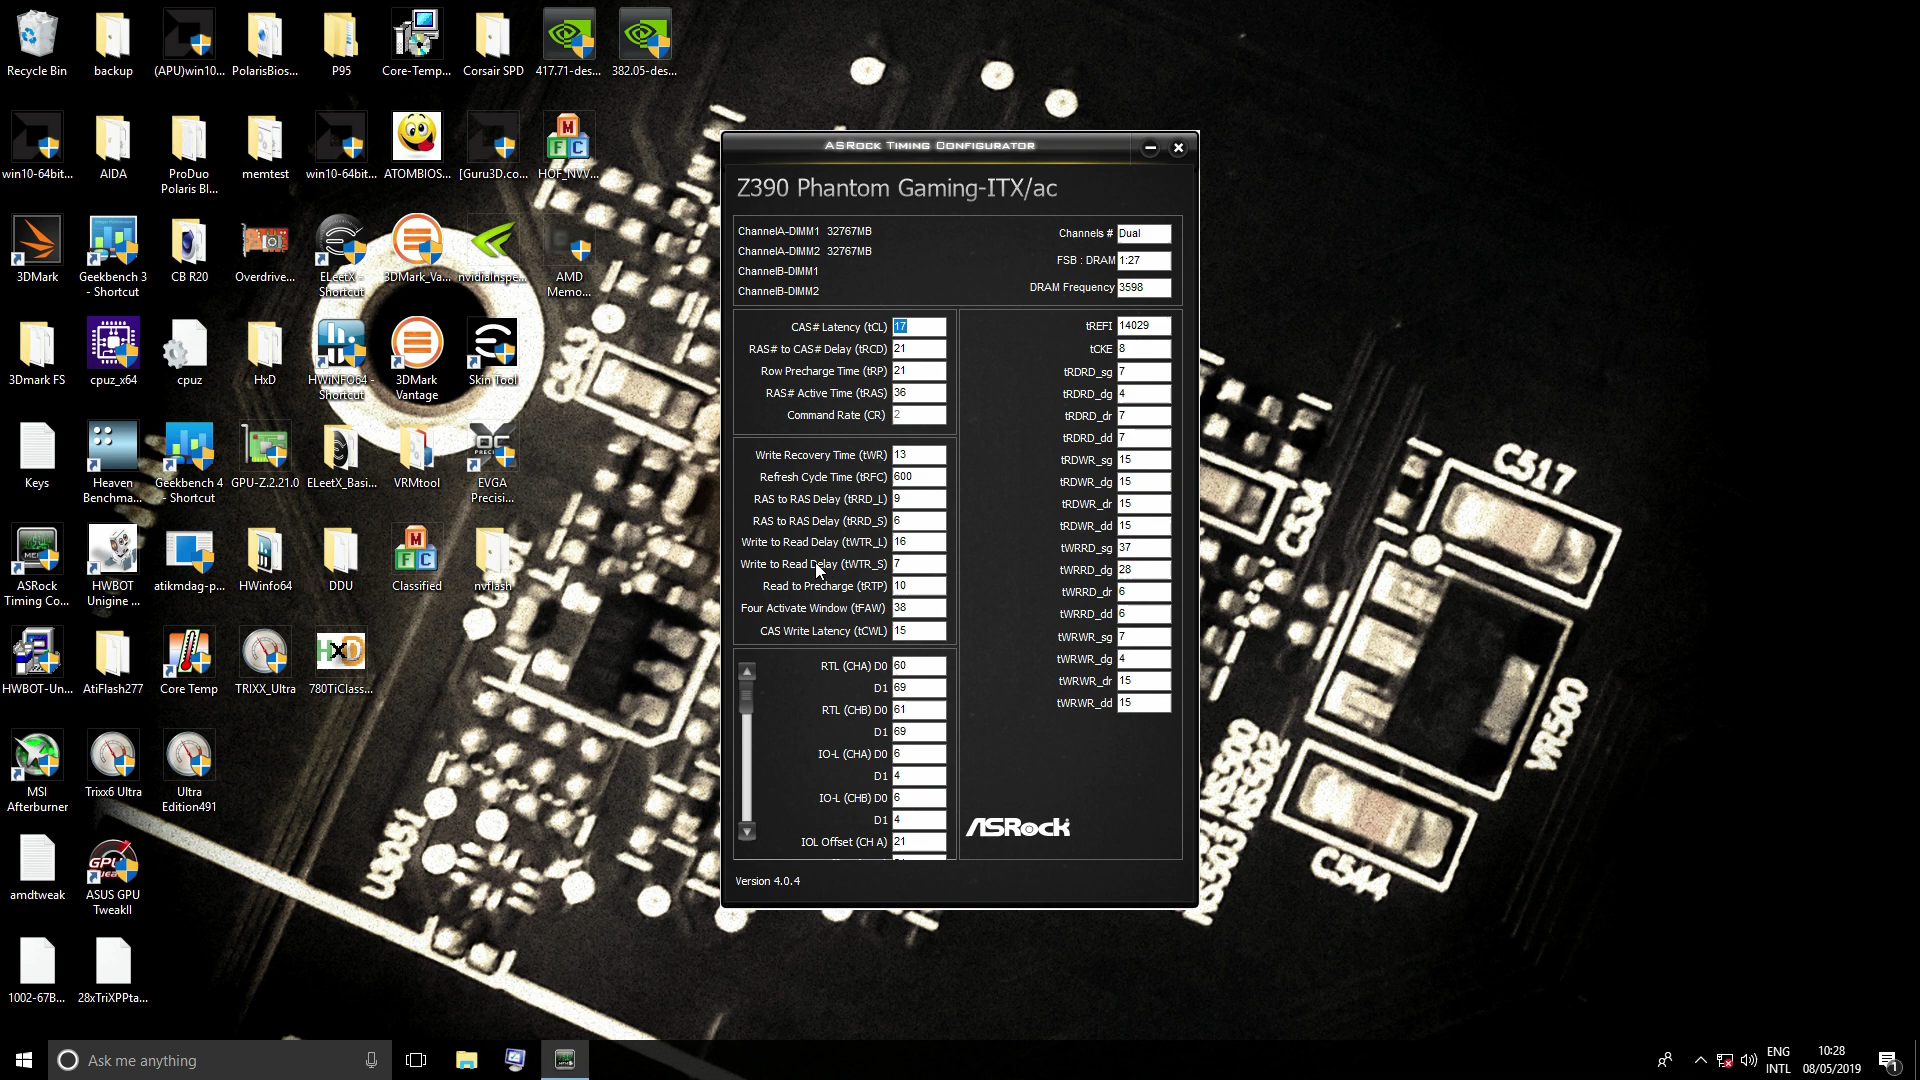 Recycle Bin
backup
(APU)win10...
PolarisBios...
P95
Core-Temp...
Corsair SPD
417.71-des...
382.05-des...
win10-64bit...
AIDA
ProDuo
Polaris BI...
memtest
win10-64bit...
ATOMBIOS...
[Guru3D.co...
HOF_NVV...
3DMark
Geekbench 3
- Shortcut
CB R20
Overdrive...
ELeetX -
Shortcut
3DMark_Va...
nvidiaInspe...
AMD
Memo...
3Dmark FS
cpuz_x64
cpuz
HxD
HWiNFO64 -
Shortcut
3DMark
Vantage
Skin Tool
Keys
Heaven
Benchma...
Geekbench 4
- Shortcut
GPU-Z.2.21.0
ELeetX_Basi...
VRMtool
EVGA
Precisi...
ASRock
Timing Co...
HWBOT
Unigine ...
atikmdag-p...
HWinfo64
DDU
Classified
nvflash
HWBOT-Un...
AtiFlash277
Core Temp
TRIXX_Ultra
780TiClass...
MSI
Afterburner
Trixx6 Ultra
Ultra
Edition491
amdtweak
ASUS GPU
TweakII
1002-67B...
28xTriXPPta...
ASRock Timing Configurator
Z390 Phantom Gaming-ITX/ac
ChannelA-DIMM1 32767MB
ChannelA-DIMM2 32767MB
ChannelB-DIMM1
ChannelB-DIMM2
Channels # Dual
FSB : DRAM 1:27
DRAM Frequency 3598
CAS# Latency (tCL) 17
RAS# to CAS# Delay (tRCD) 21
Row Precharge Time (tRP) 21
RAS# Active Time (tRAS) 36
Command Rate (CR) 2
Write Recovery Time (tWR) 13
Refresh Cycle Time (tRFC) 600
RAS to RAS Delay (tRRD_L) 9
RAS to RAS Delay (tRRD_S) 6
Write to Read Delay (tWTR_L) 16
Write to Read Delay (tWTR_S) 7
Read to Precharge (tRTP) 10
Four Activate Window (tFAW) 38
CAS Write Latency (tCWL) 15
RTL (CHA) D0 60
D1 69
RTL (CHB) D0 61
D1 69
IO-L (CHA) D0 6
D1 4
IO-L (CHB) D0 6
D1 4
IOL Offset (CH A) 21
tREFI 14029
tCKE 8
tRDRD_sg 7
tRDRD_dg 4
tRDRD_dr 7
tRDRD_dd 7
tRDWR_sg 15
tRDWR_dg 15
tRDWR_dr 15
tRDWR_dd 15
tWRRD_sg 37
tWRRD_dg 28
tWRRD_dr 6
tWRRD_dd 6
tWRWR_sg 7
tWRWR_dg 4
tWRWR_dr 15
tWRWR_dd 15
ASRock
Version 4.0.4
C517
VR500
C544
U9051
Ask me anything
ENG
INTL
10:28
08/05/2019
1